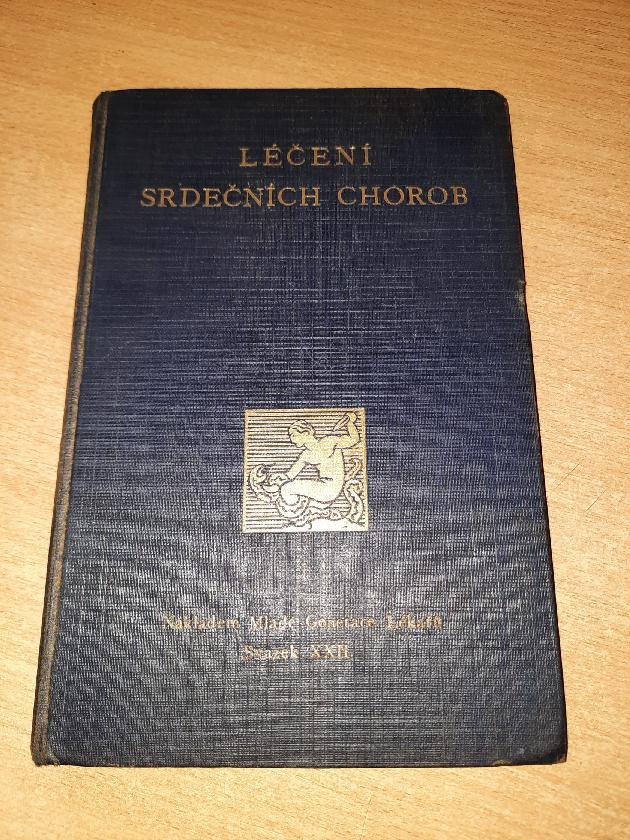 LÉČENÍ
SRDEČNÍCH CHOROB
Nákladem Mladé Generace Lékařů
Svazek XXII